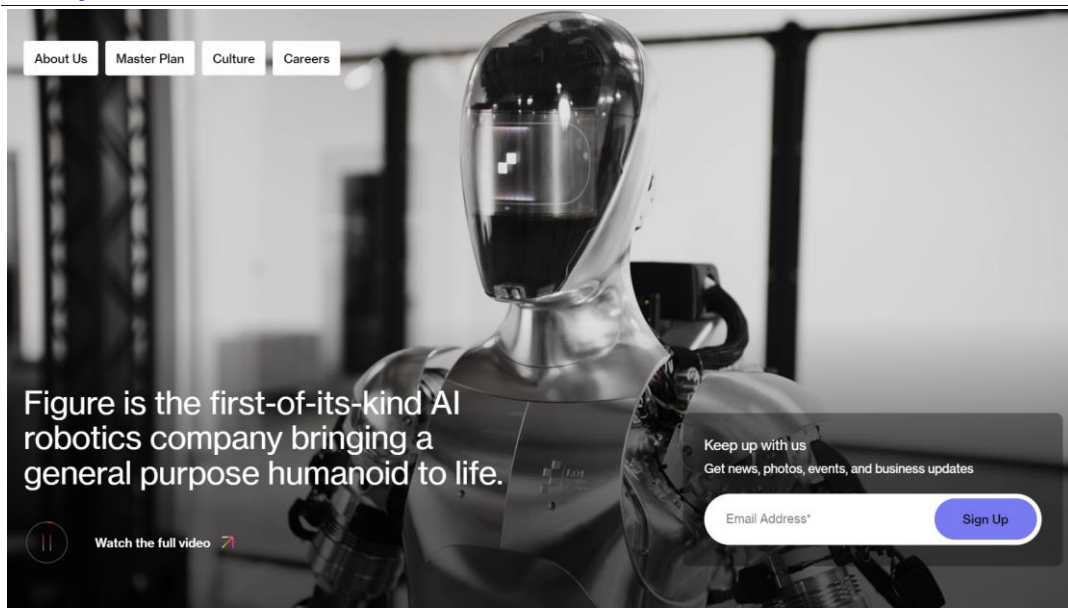 About Us
Master Plan
Culture
Careers
Figure is the first-of-its-kind AI
robotics company bringing a
general purpose humanoid to life.
Watch the full video
Keep up with us
Get news, photos, events, and business updates
Email Address*
Sign Up